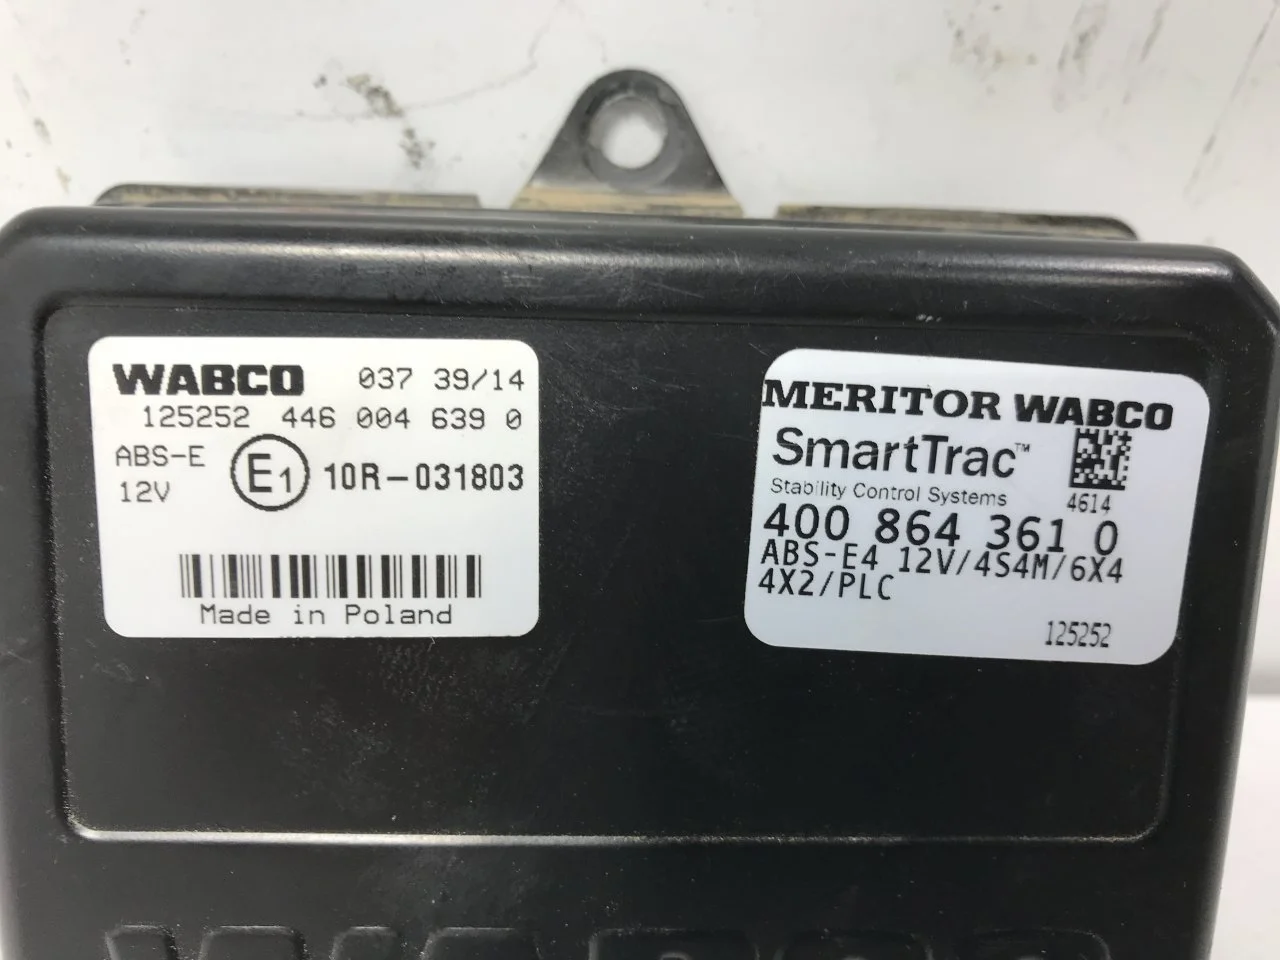 WABCO 037 39/14
125252 446 004 639 0
ABS-E
12V
E1 10R-031803
Made in Poland
MERITOR WABCO
SmartTrac™
Stability Control Systems
4614
400 864 361 0
ABS-E4 12V/4S4M/6X4
4X2/PLC
125252